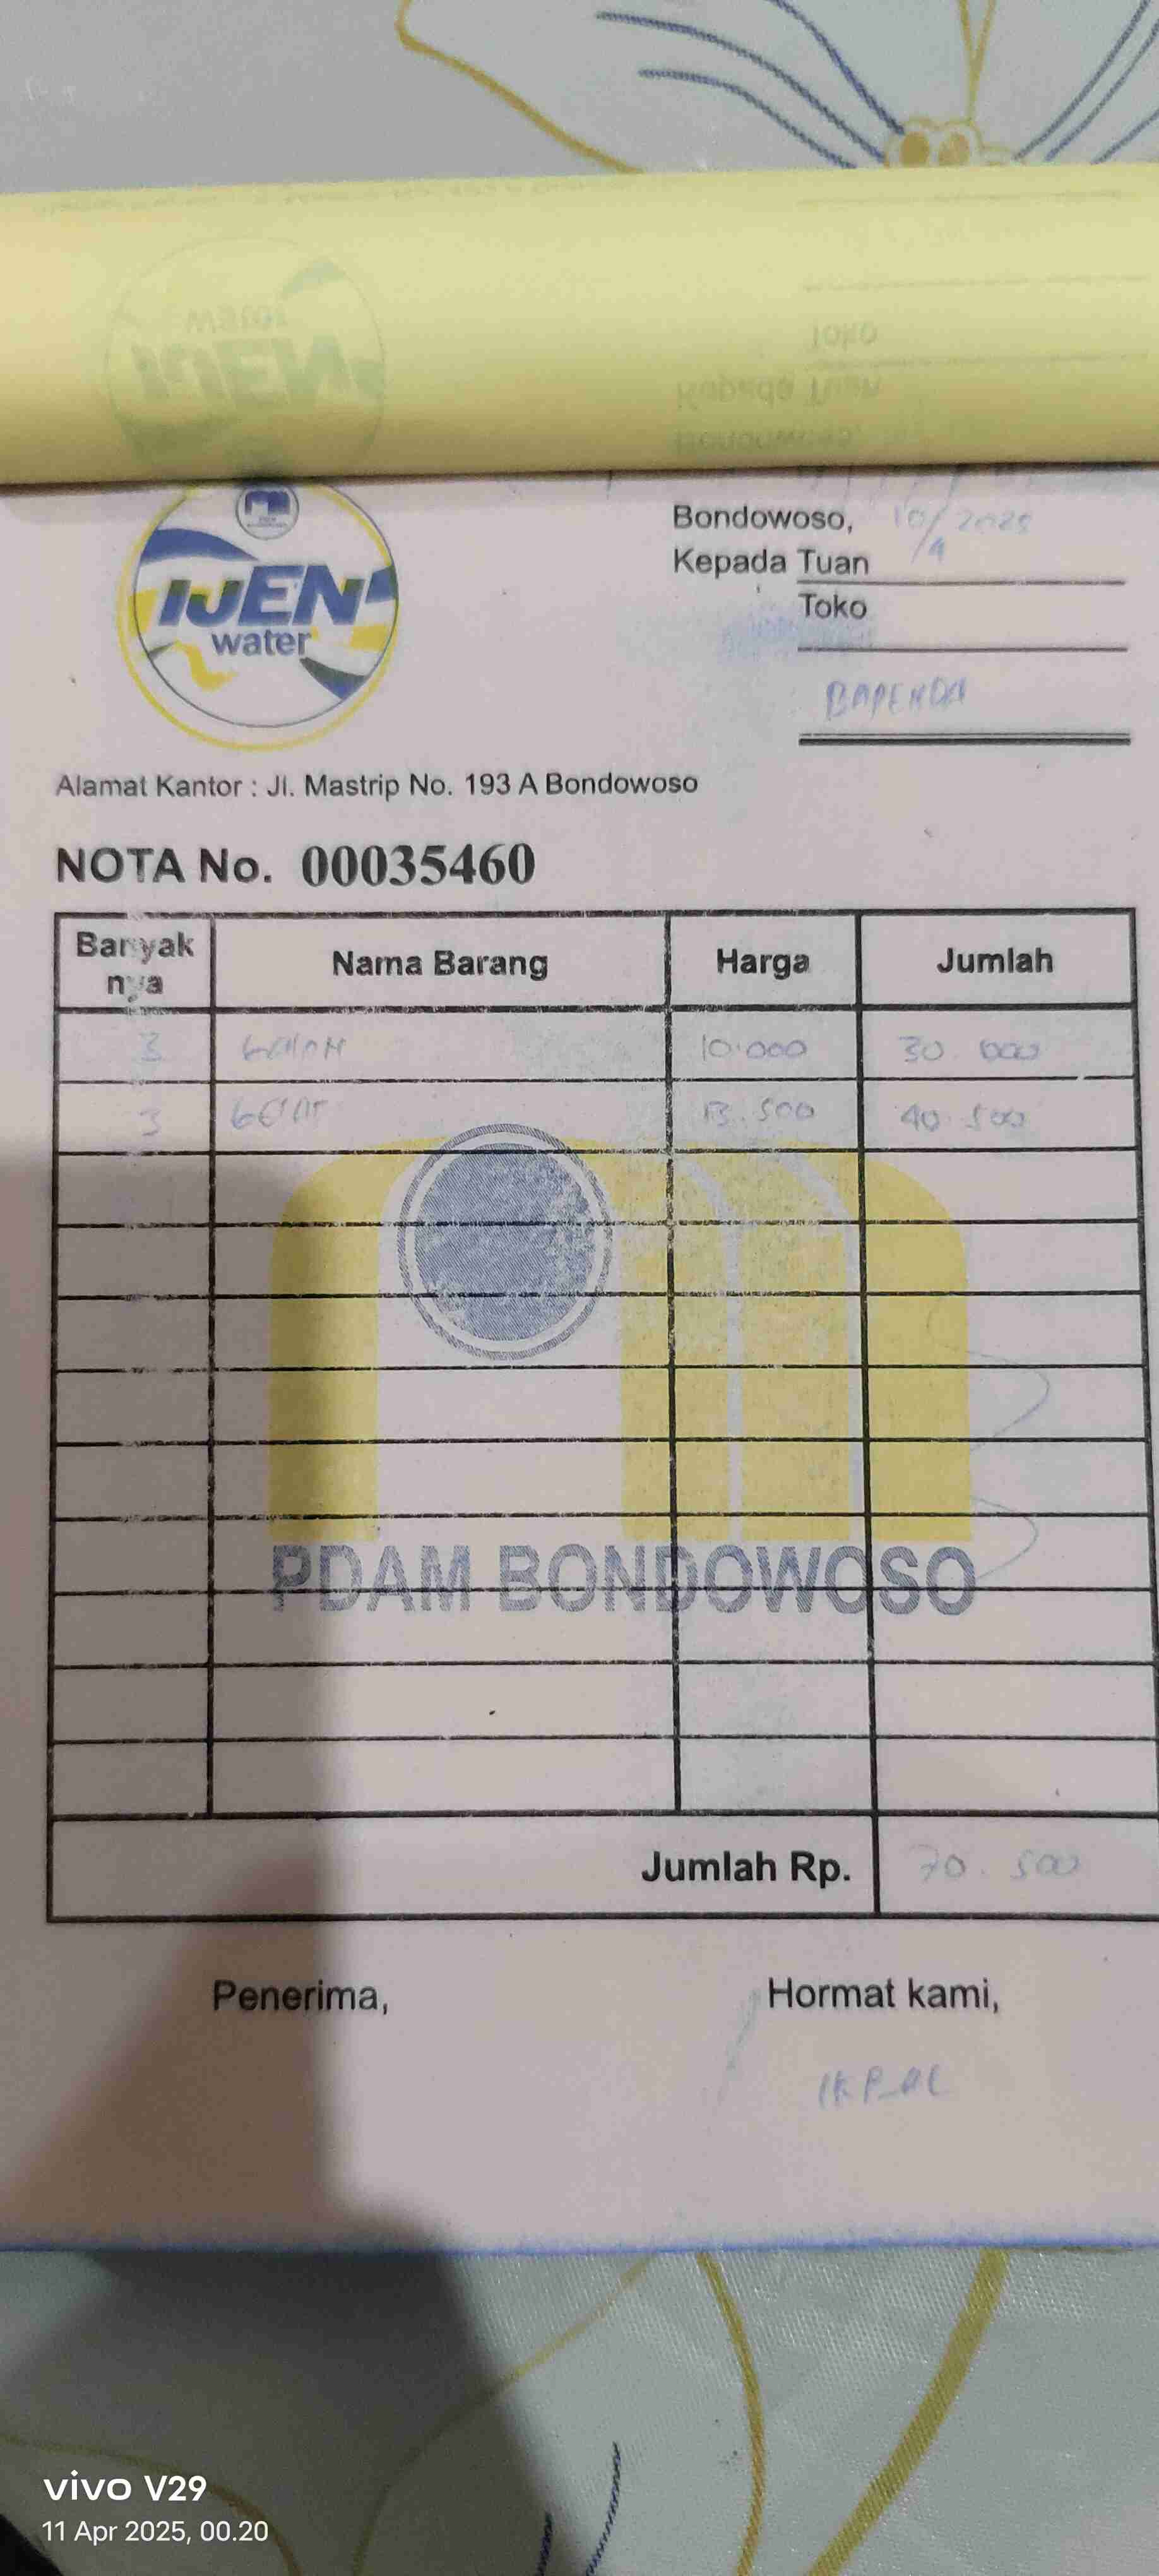 IJEN
water
Bondowoso, 10/4 2025
Kepada Tuan
Toko
BAPENDA
Alamat Kantor : Jl. Mastrip No. 193 A Bondowoso
NOTA No. 00035460
Banyak nya Nama Barang Harga Jumlah
3 GALON 10.000 30.000
3 GELAS 13.500 40.500
PDAM BONDOWOSO
Jumlah Rp. 70.500
Penerima, Hormat kami,
vivo V29
11 Apr 2025, 00.20